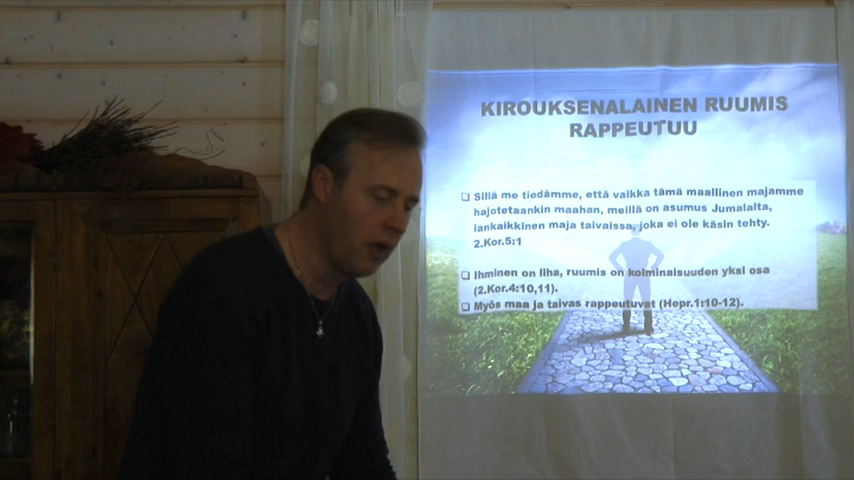 KIROUKSENALAINEN RUUMIS
RAPPEUTUU
❑ Sillä me tiedämme, että vaikka tämä maallinen majamme
hajotetaankin maahan, meillä on asumus Jumalalta,
iankaikkinen maja taivaissa, joka ei ole käsin tehty.
2.Kor.5:1
❑ Ihminen on liha, ruumis on kolminaisuuden yksi osa
(2.Kor.4:10,11).
❑ Myös maa ja taivas rappeutuvat (Hepr.1:10-12).